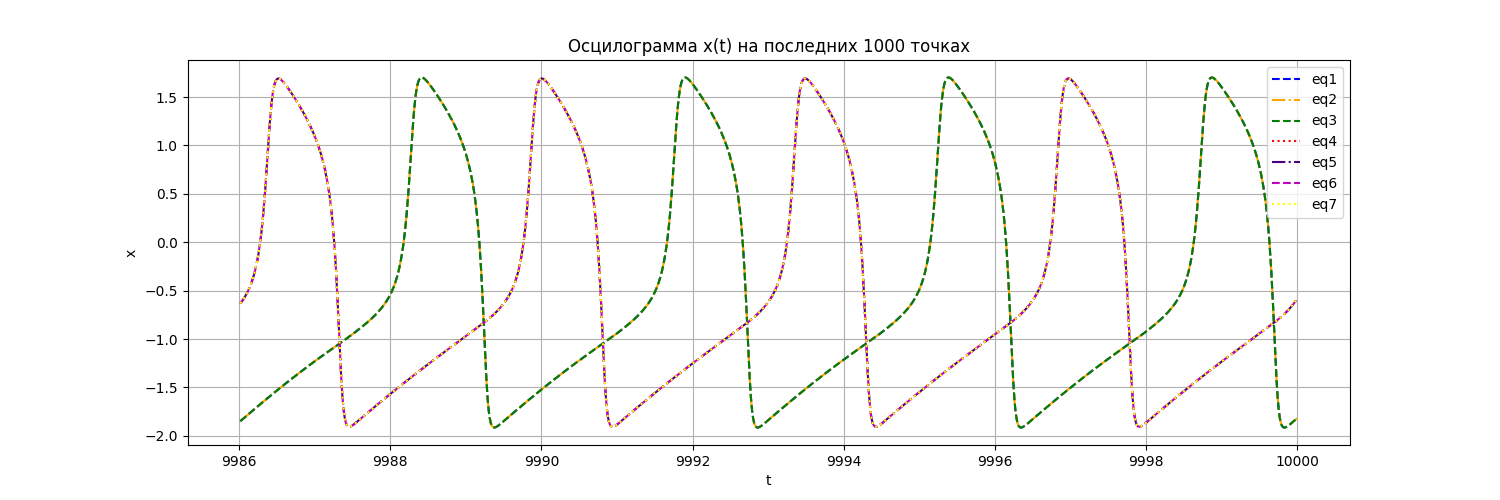 Осцилограмма x(t) на последних 1000 точках
x
1.5
1.0
0.5
0.0
−0.5
−1.0
−1.5
−2.0
eq1
eq2
eq3
eq4
eq5
eq6
eq7
9986
9988
9990
9992
9994
9996
9998
10000
t